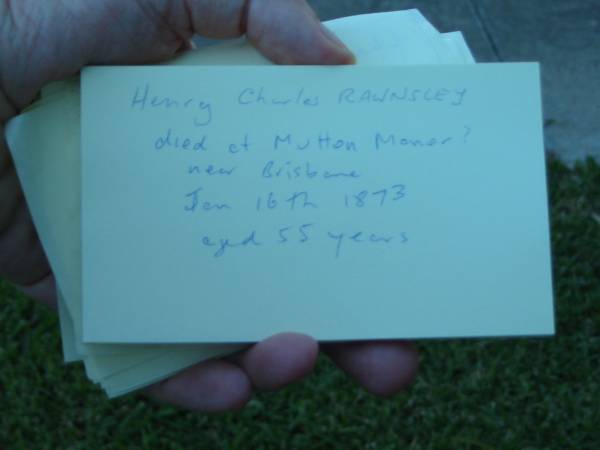 Henry Charles RAWNSLEY
died at Mutton Manor?
near Brisbane
Jan 16th 1873
aged 55 years